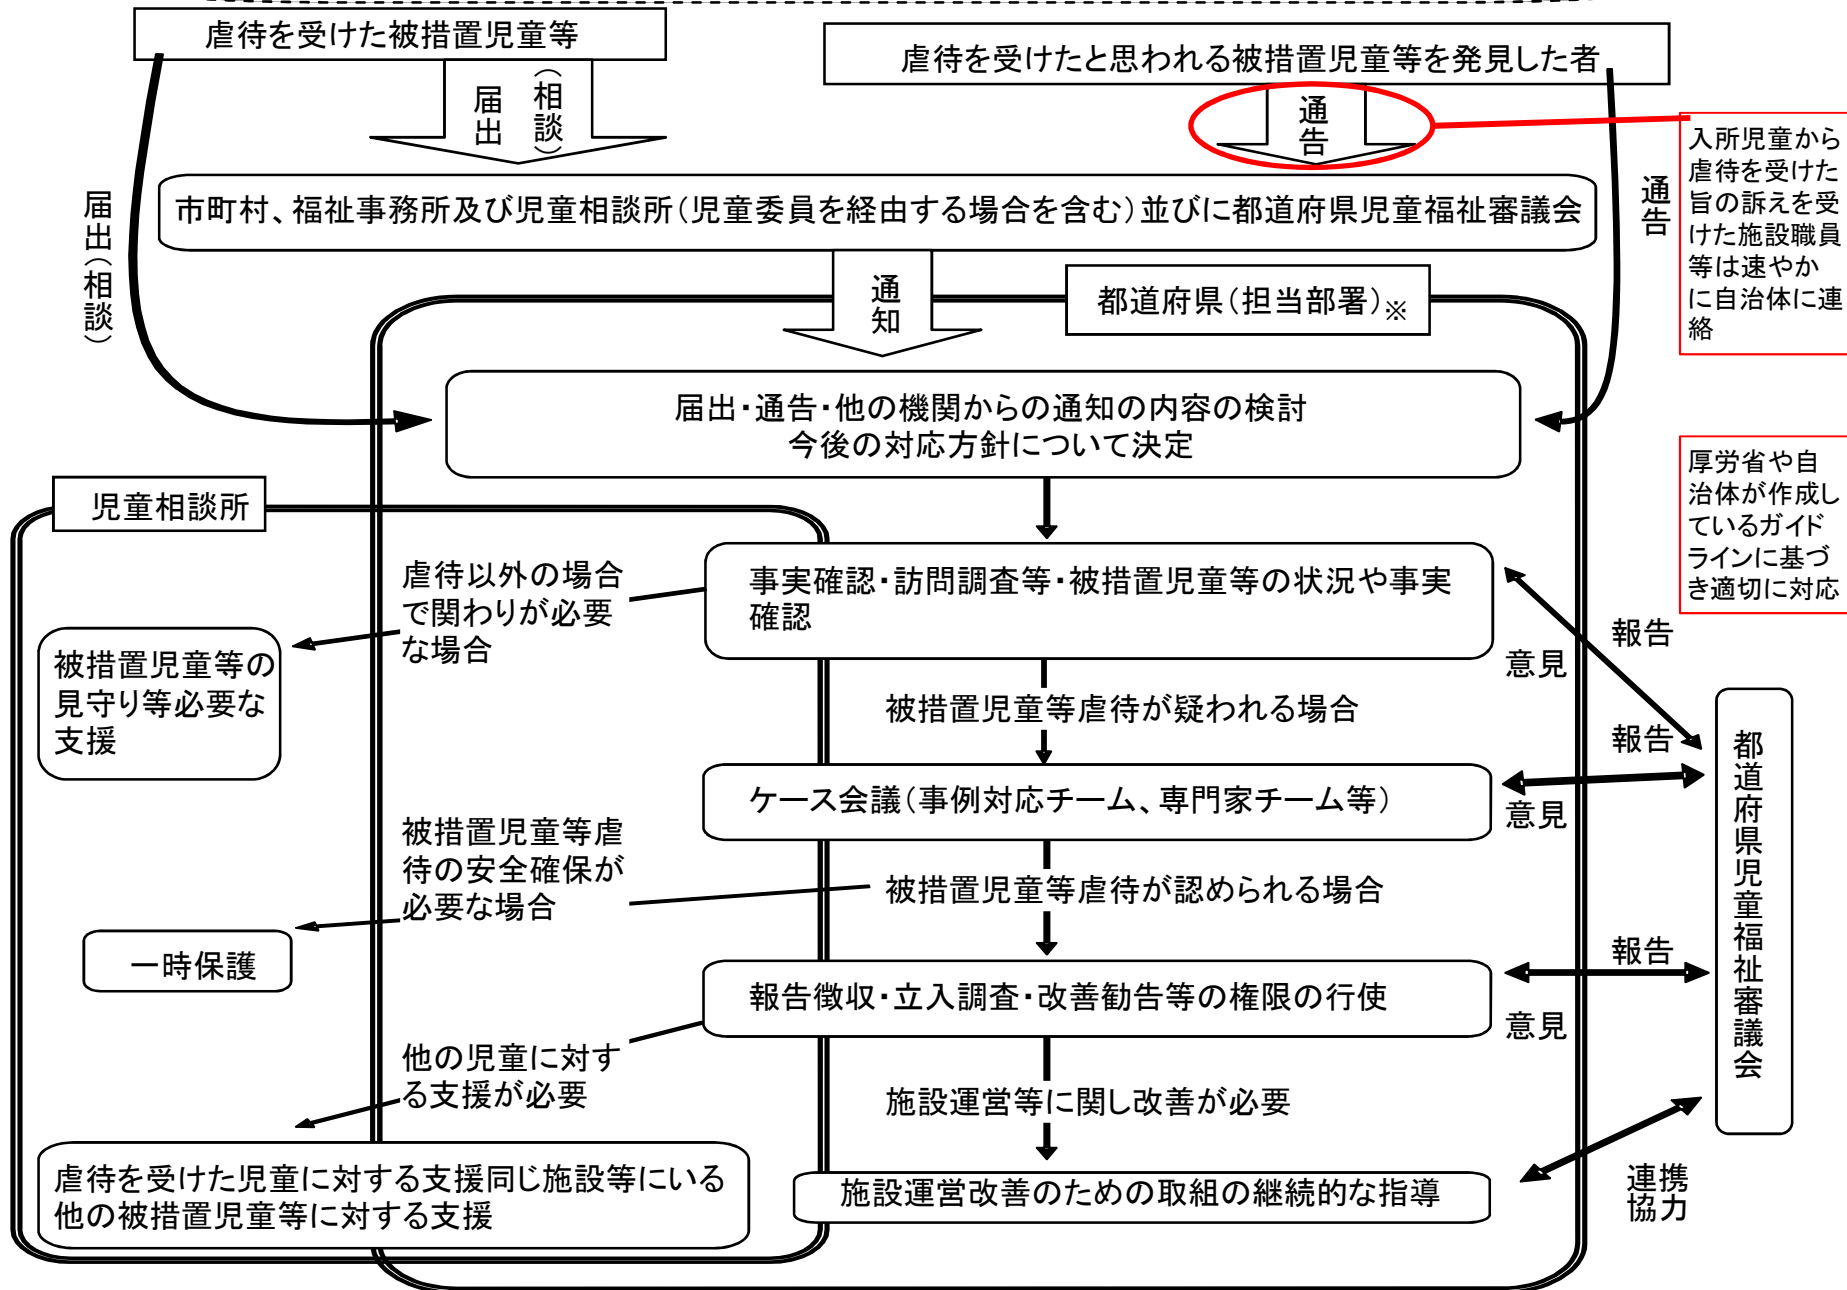 虐待を受けた被措置児童等
虐待を受けたと思われる被措置児童等を発見した者
届出
（相談）
通告
入所児童から
虐待を受けた
旨の訴えを受
けた施設職員
等は速やか
に自治体に連
絡
届出（相談）
通告
市町村、福祉事務所及び児童相談所（児童委員を経由する場合を含む）並びに都道府県児童福祉審議会
通知
都道府県（担当部署）※
届出・通告・他の機関からの通知の内容の検討
今後の対応方針について決定
厚労省や自
治体が作成し
ているガイド
ラインに基づ
き適切に対応
児童相談所
虐待以外の場合
で関わりが必要
な場合
事実確認・訪問調査等・被措置児童等の状況や事実
確認
報告
意見
被措置児童等の
見守り等必要な
支援
被措置児童等虐待が疑われる場合
報告
意見
都道府県児童福祉審議会
ケース会議（事例対応チーム、専門家チーム等）
被措置児童等虐
待の安全確保が
必要な場合
被措置児童等虐待が認められる場合
一時保護
報告
意見
報告徴収・立入調査・改善勧告等の権限の行使
他の児童に対す
る支援が必要
施設運営等に関し改善が必要
虐待を受けた児童に対する支援同じ施設等にいる
他の被措置児童等に対する支援
施設運営改善のための取組の継続的な指導
連携
協力